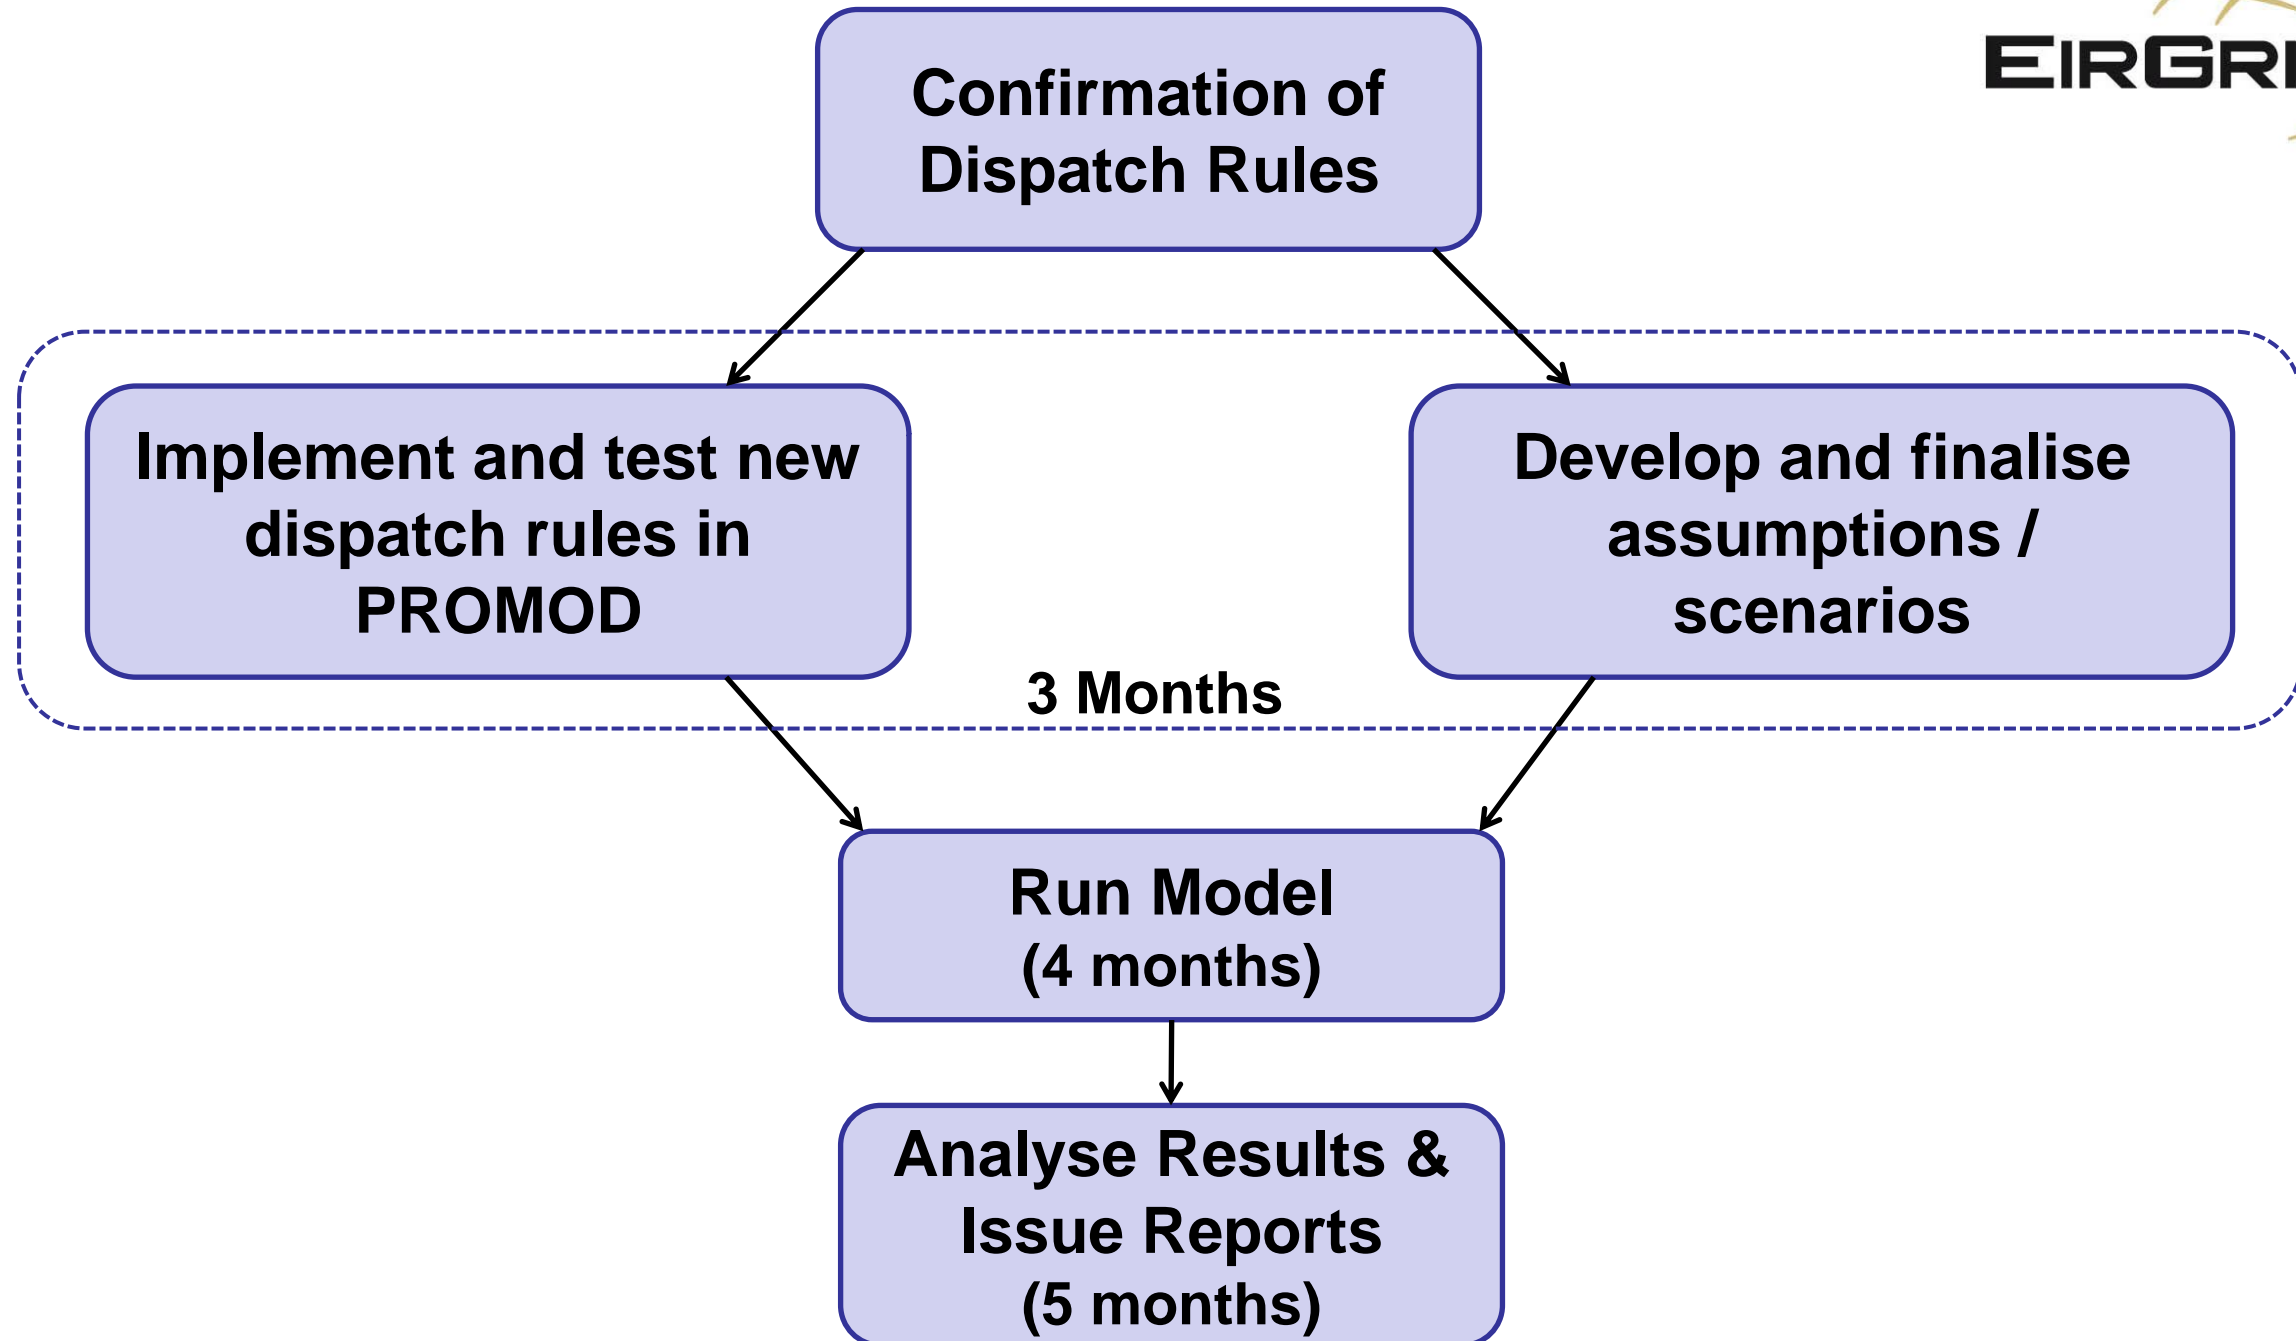 EIRGRI
Confirmation of
Dispatch Rules
Implement and test new
dispatch rules in
PROMOD
Develop and finalise
assumptions /
scenarios
3 Months
Run Model
(4 months)
Analyse Results &
Issue Reports
(5 months)